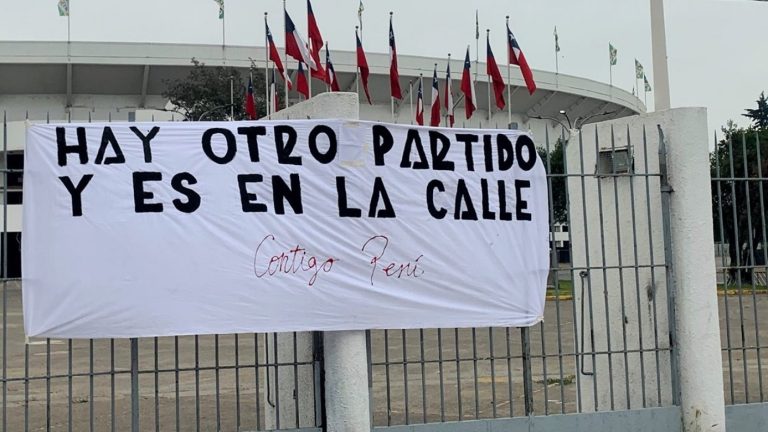 HAY OTRO PARTIDO
Y ES EN LA CALLE
Contigo Perú